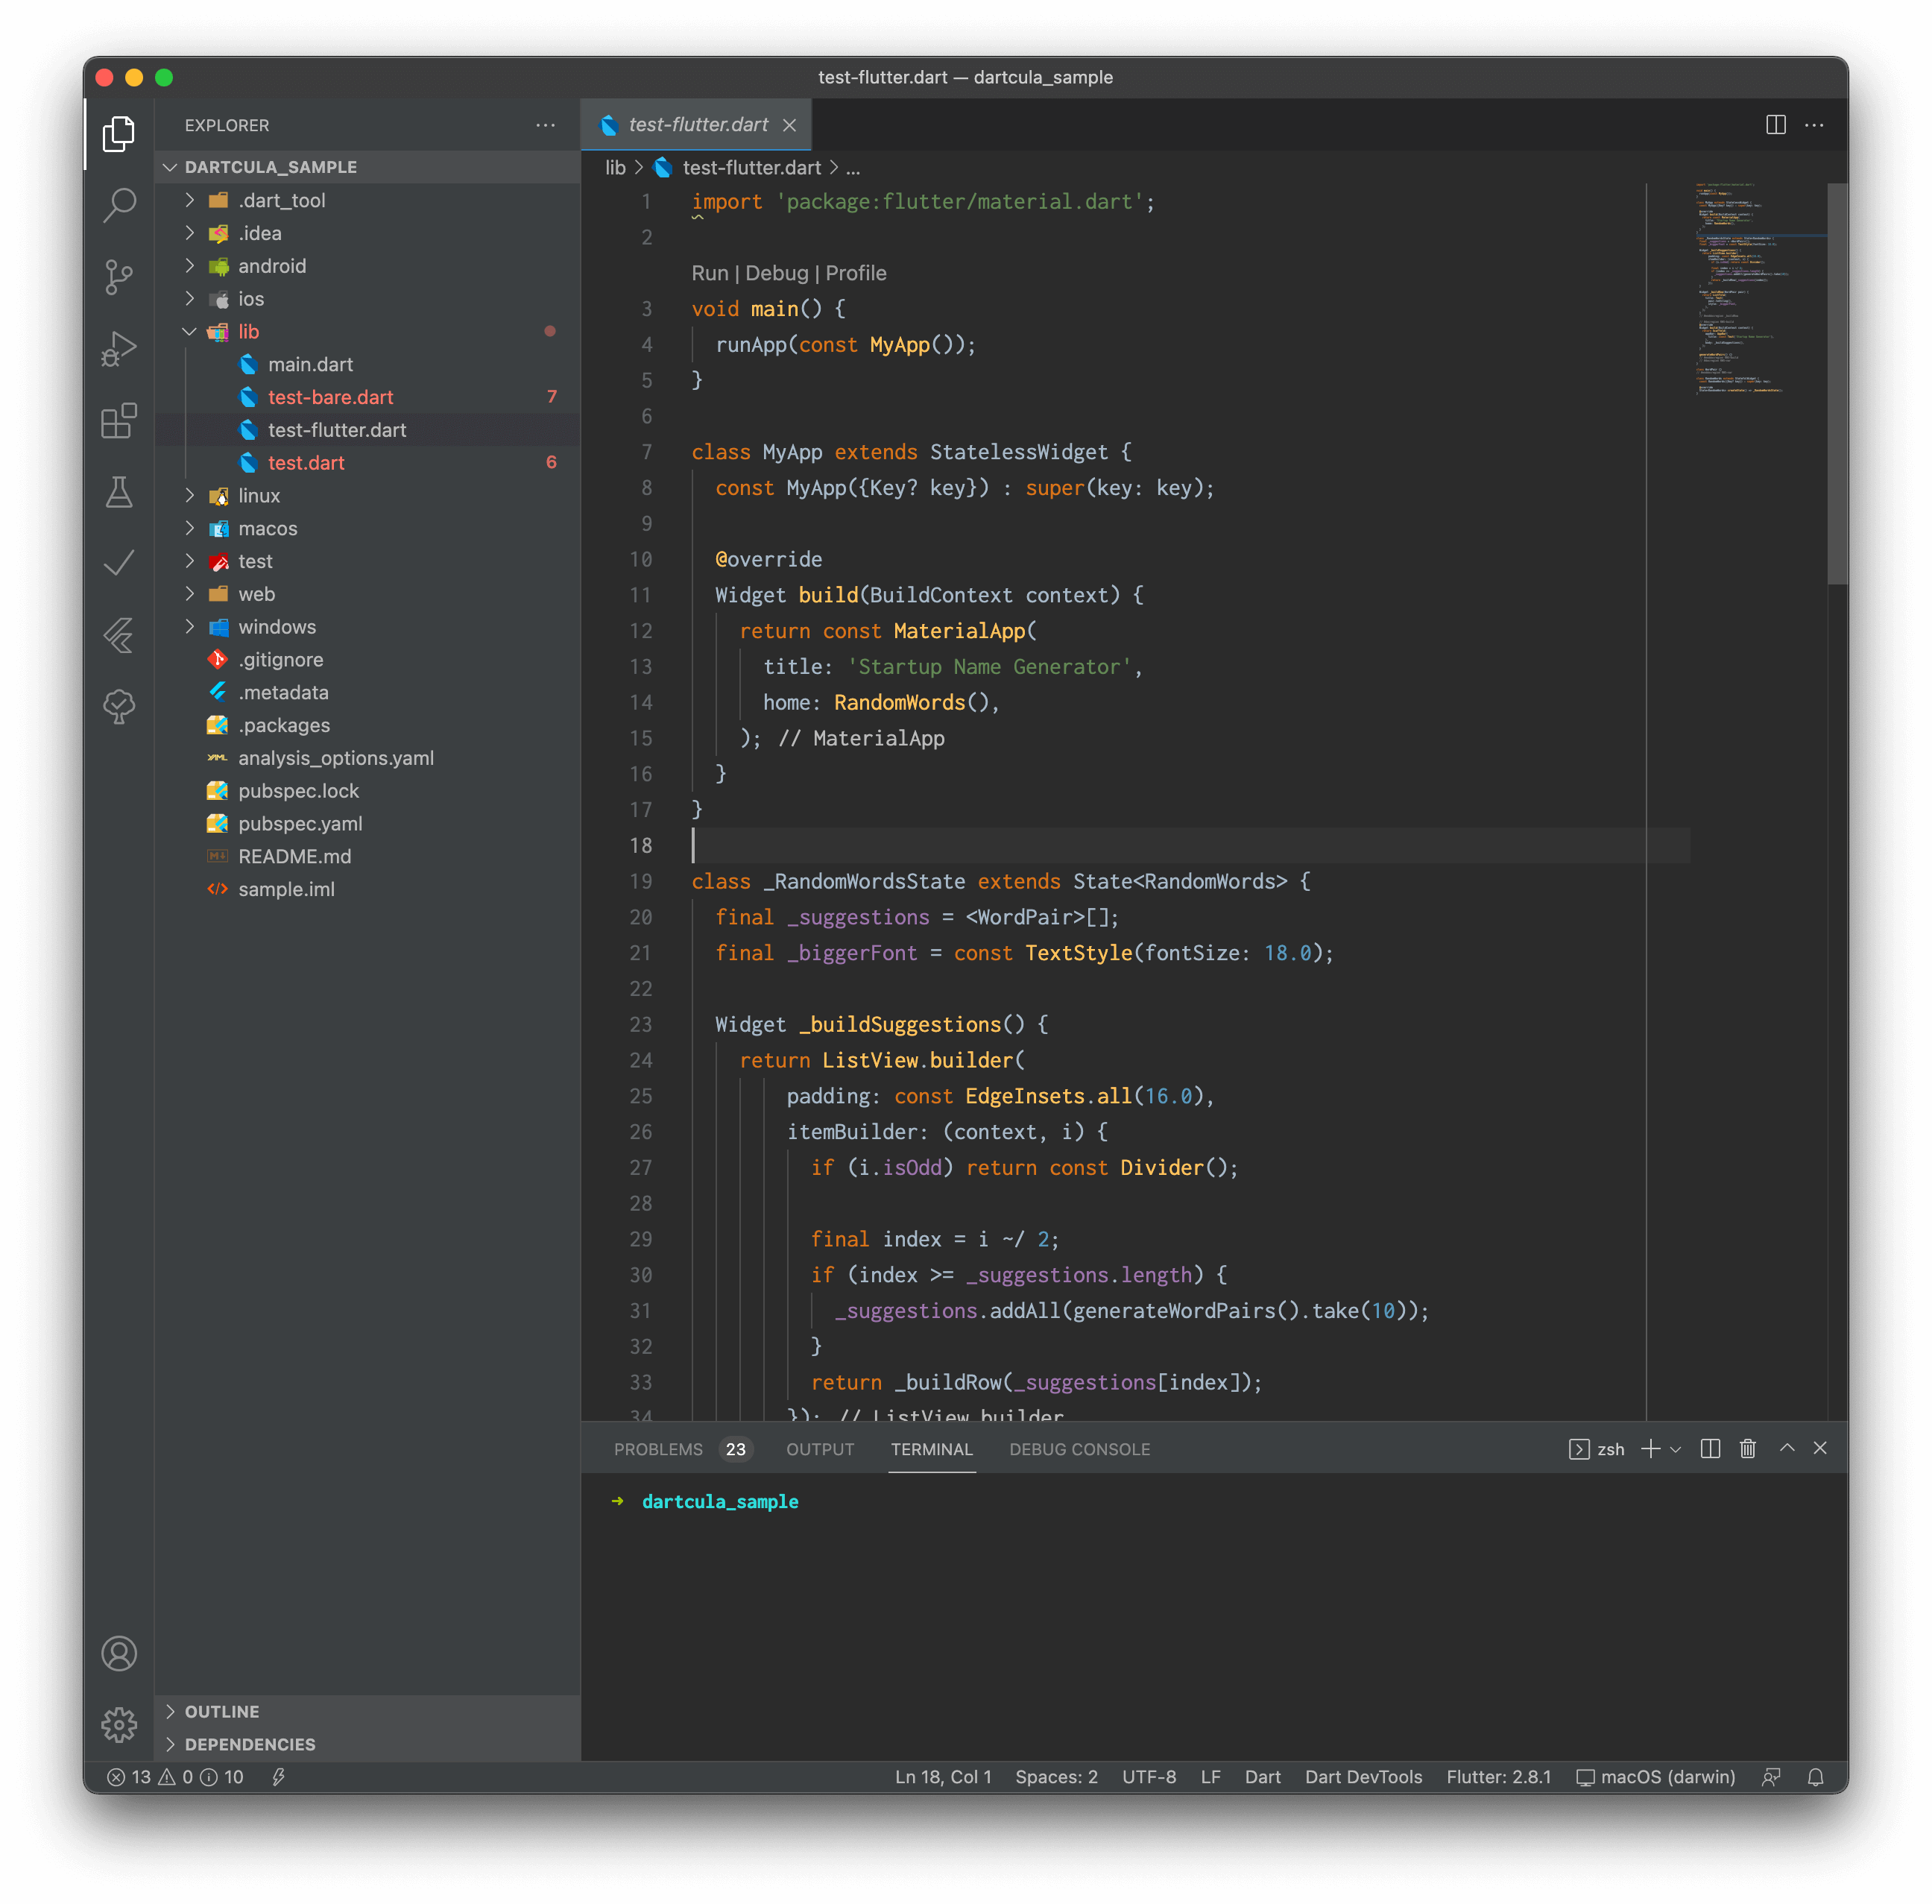 test-flutter.dart — dartcula_sample
EXPLORER
DARTCULA_SAMPLE
.dart_tool
.idea
android
ios
lib
main.dart
test-bare.dart 7
test-flutter.dart
test.dart 6
linux
macos
test
web
windows
.gitignore
.metadata
.packages
analysis_options.yaml
pubspec.lock
pubspec.yaml
README.md
sample.iml
OUTLINE
DEPENDENCIES
test-flutter.dart
lib > test-flutter.dart > ...
1 import 'package:flutter/material.dart';
2
Run | Debug | Profile
3 void main() {
4 runApp(const MyApp());
5 }
6
7 class MyApp extends StatelessWidget {
8 const MyApp({Key? key}) : super(key: key);
9
10 @override
11 Widget build(BuildContext context) {
12 return const MaterialApp(
13 title: 'Startup Name Generator',
14 home: RandomWords(),
15 ); // MaterialApp
16 }
17 }
18
19 class _RandomWordsState extends State<RandomWords> {
20 final _suggestions = <WordPair>[];
21 final _biggerFont = const TextStyle(fontSize: 18.0);
22
23 Widget _buildSuggestions() {
24 return ListView.builder(
25 padding: const EdgeInsets.all(16.0),
26 itemBuilder: (context, i) {
27 if (i.isOdd) return const Divider();
28
29 final index = i ~/ 2;
30 if (index >= _suggestions.length) {
31 _suggestions.addAll(generateWordPairs().take(10));
32 }
33 return _buildRow(_suggestions[index]);
34 }); // ListView.builder
PROBLEMS 23 OUTPUT TERMINAL DEBUG CONSOLE zsh
➜ dartcula_sample
13 0 10 Ln 18, Col 1 Spaces: 2 UTF-8 LF Dart Dart DevTools Flutter: 2.8.1 macOS (darwin)